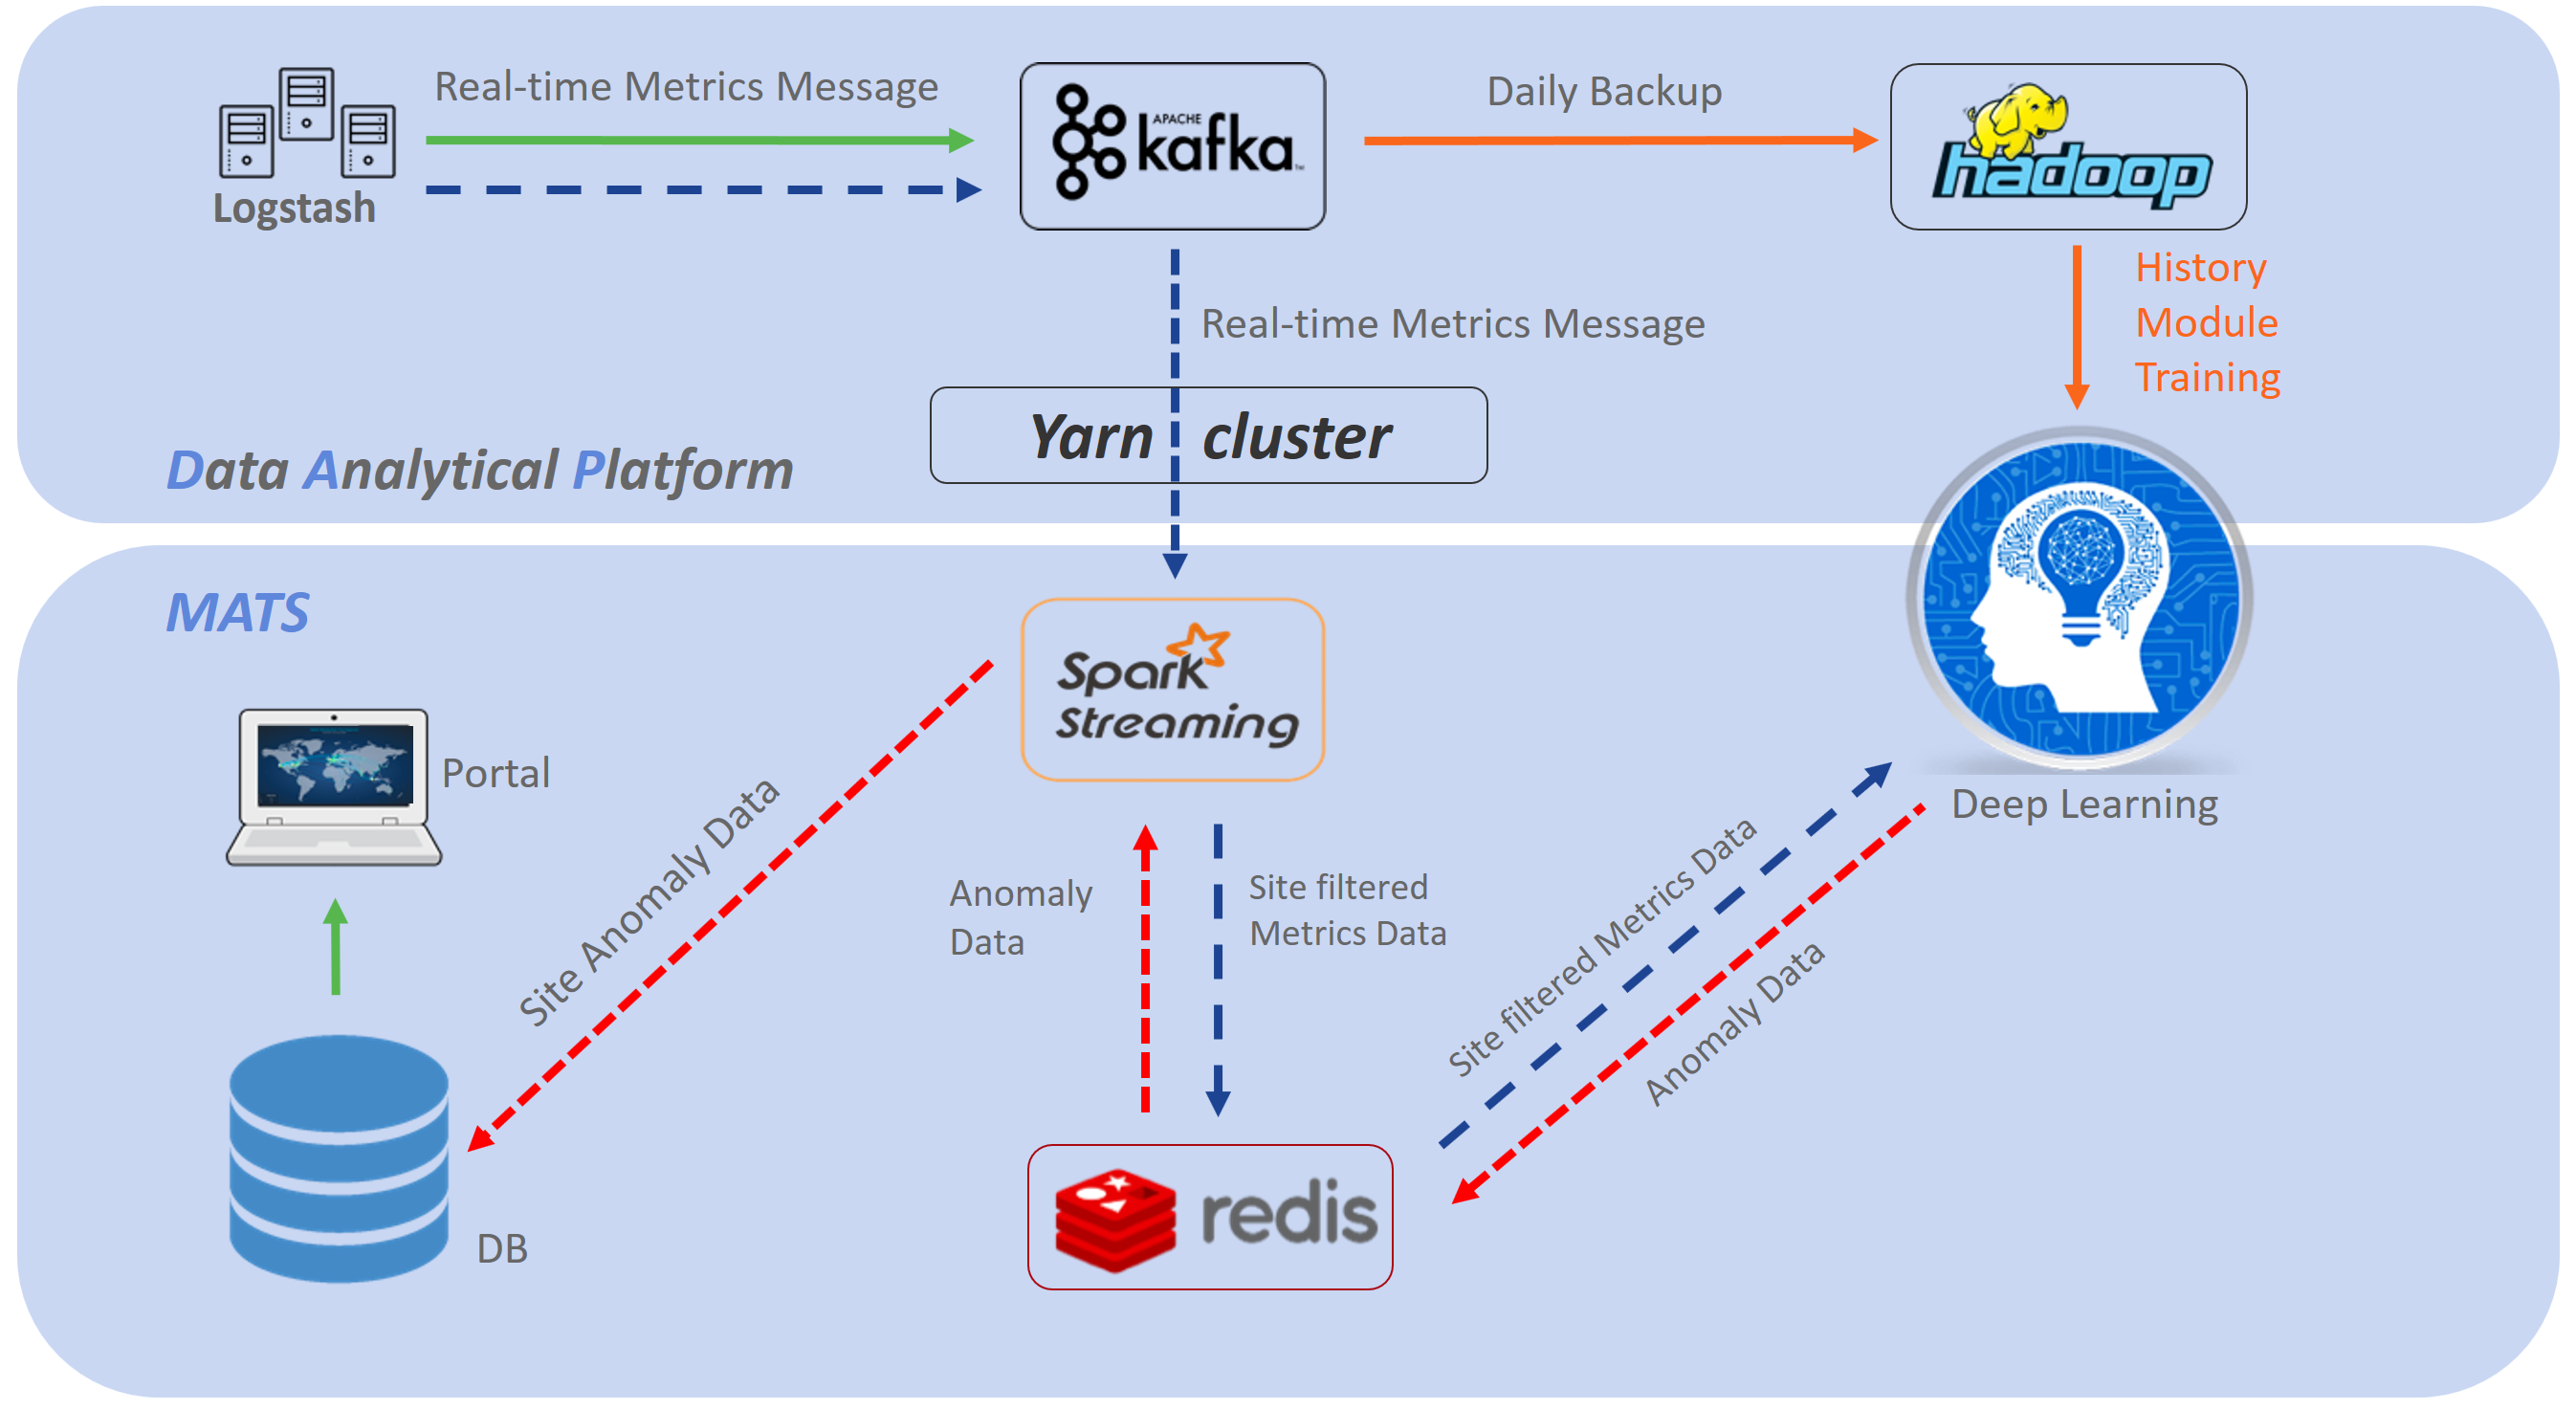 Real-time Metrics Message
Logstash
APACHE
kafka™
Daily Backup
hadoop
History
Module
Training
Real-time Metrics Message
Yarn cluster
Data Analytical Platform
MATS
Spark
Streaming
Portal
Deep Learning
Site Anomaly Data
Anomaly
Data
Site filtered
Metrics Data
Site filtered Metrics Data
Anomaly Data
redis
DB